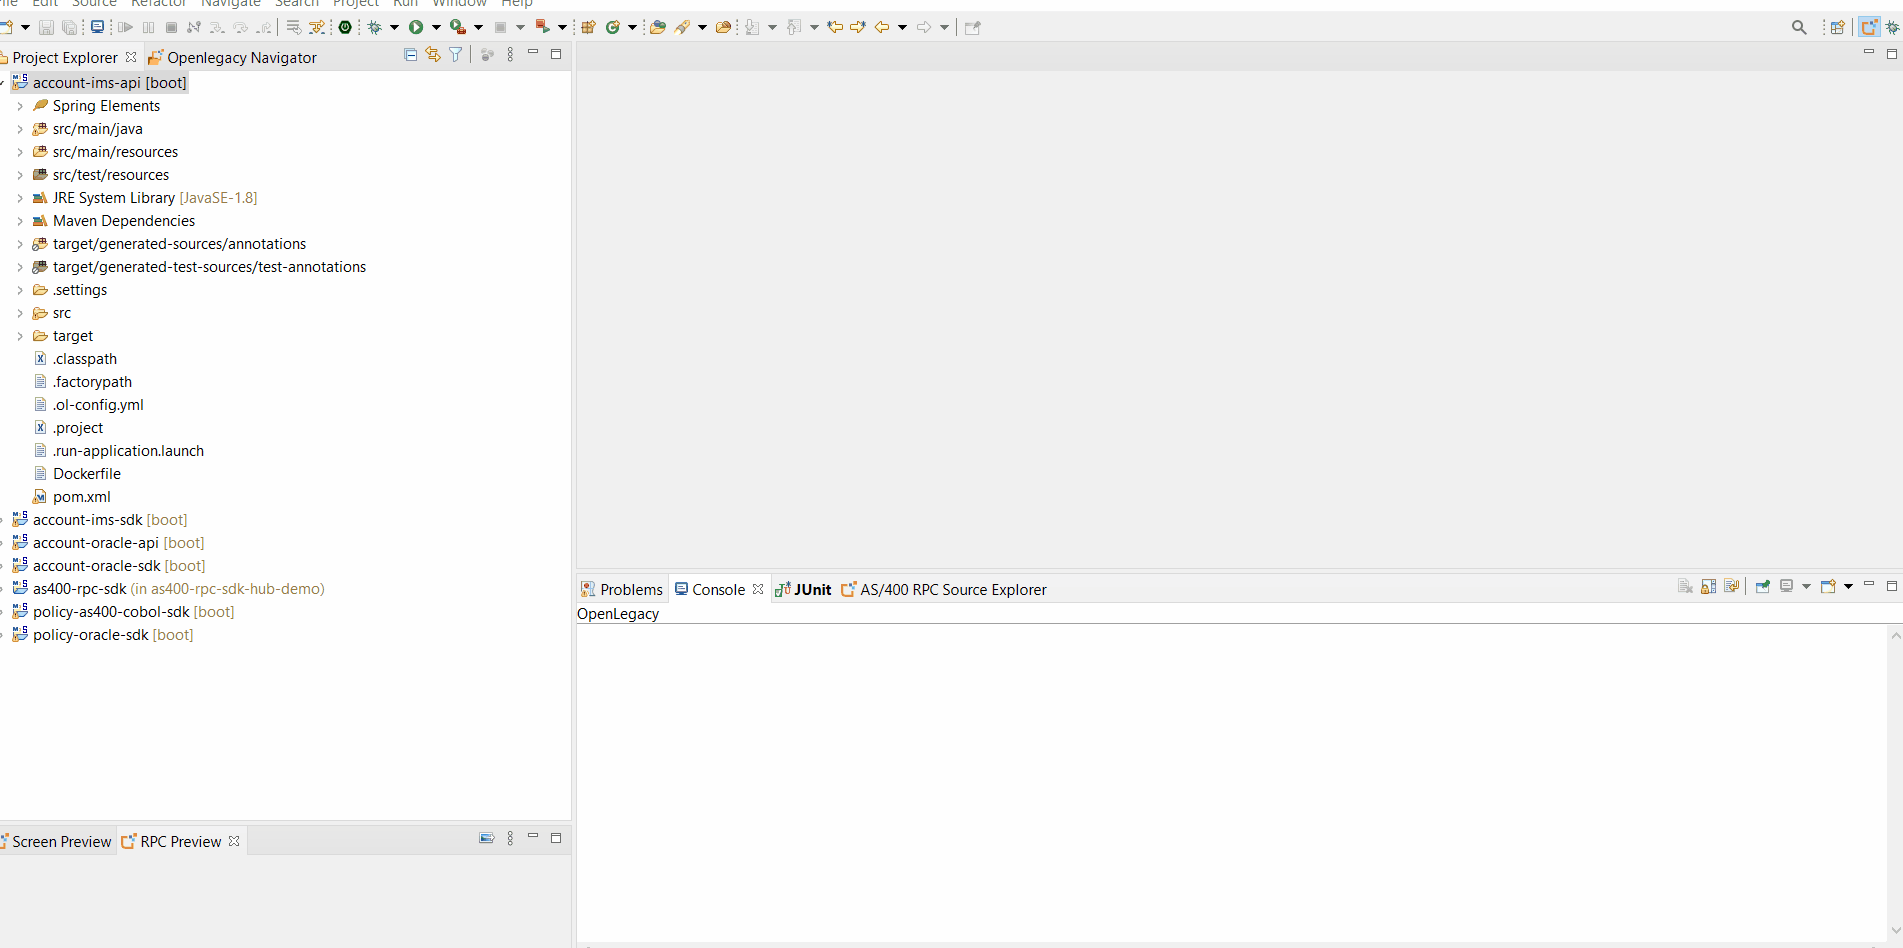 File Edit Source Refactor Navigate Search Project Run Window Help
Project Explorer Openlegacy Navigator
account-ims-api [boot]
Spring Elements
src/main/java
src/main/resources
src/test/resources
JRE System Library [JavaSE-1.8]
Maven Dependencies
target/generated-sources/annotations
target/generated-test-sources/test-annotations
.settings
src
target
.classpath
.factorypath
.ol-config.yml
.project
.run-application.launch
Dockerfile
pom.xml
account-ims-sdk [boot]
account-oracle-api [boot]
account-oracle-sdk [boot]
as400-rpc-sdk (in as400-rpc-sdk-hub-demo)
policy-as400-cobol-sdk [boot]
policy-oracle-sdk [boot]
Screen Preview RPC Preview
Problems Console JUnit AS/400 RPC Source Explorer
OpenLegacy